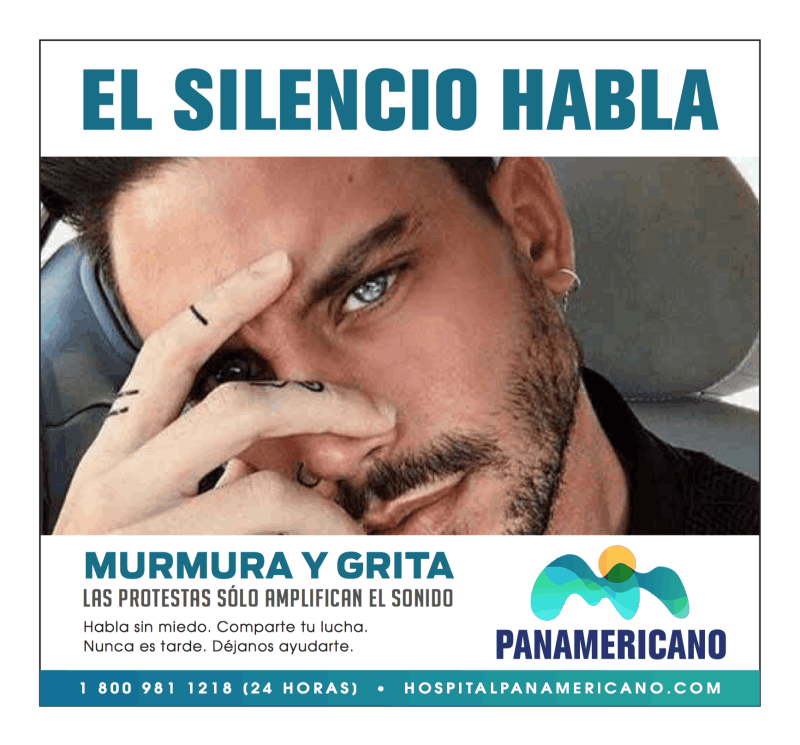 EL SILENCIO HABLA
MURMURA Y GRITA
LAS PROTESTAS SÓLO AMPLIFICAN EL SONIDO
Habla sin miedo. Comparte tu lucha.
Nunca es tarde. Déjanos ayudarte.
PANAMERICANO
1 800 981 1218 (24 HORAS) • HOSPITALPANAMERICANO.COM